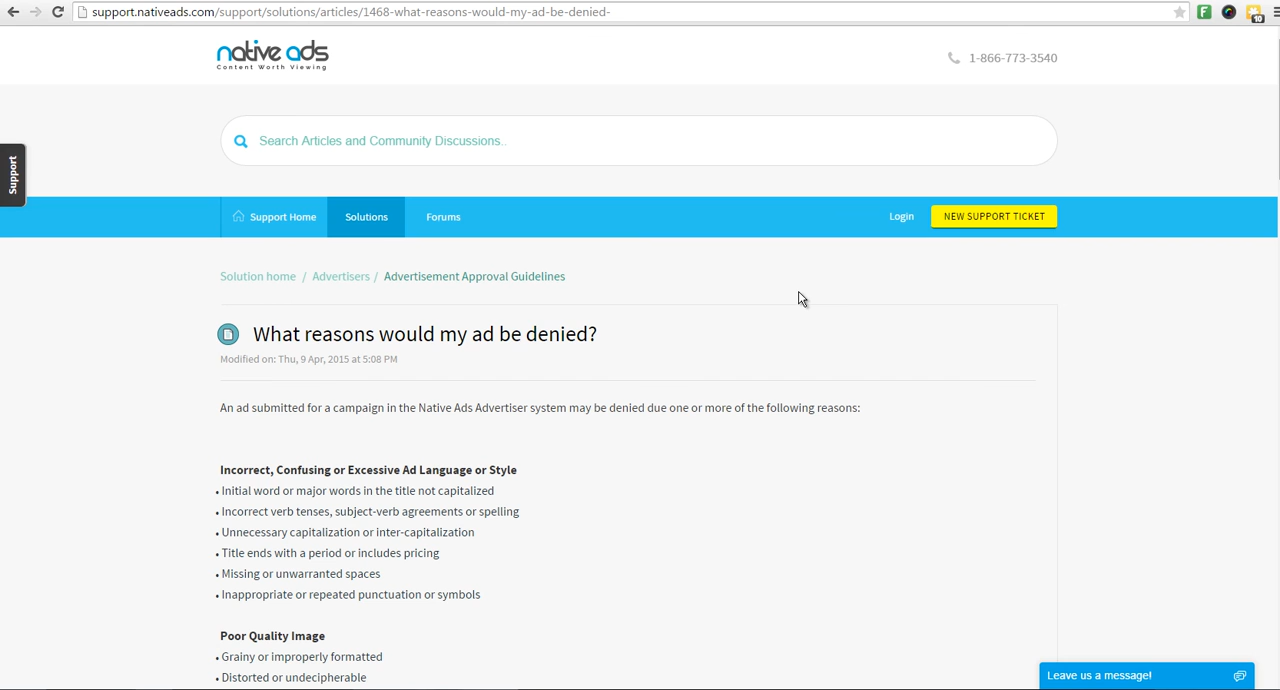 support.nativeads.com/support/solutions/articles/1468-what-reasons-would-my-ad-be-denied-
10
native ads
Content Worth Viewing
1-866-773-3540
Search Articles and Community Discussions..
Support
Support Home
Solutions
Forums
Login
NEW SUPPORT TICKET
Solution home / Advertisers / Advertisement Approval Guidelines
What reasons would my ad be denied?
Modified on: Thu, 9 Apr, 2015 at 5:08 PM
An ad submitted for a campaign in the Native Ads Advertiser system may be denied due one or more of the following reasons:
Incorrect, Confusing or Excessive Ad Language or Style
• Initial word or major words in the title not capitalized
• Incorrect verb tenses, subject-verb agreements or spelling
• Unnecessary capitalization or inter-capitalization
• Title ends with a period or includes pricing
• Missing or unwarranted spaces
• Inappropriate or repeated punctuation or symbols
Poor Quality Image
• Grainy or improperly formatted
• Distorted or undecipherable
Leave us a message!